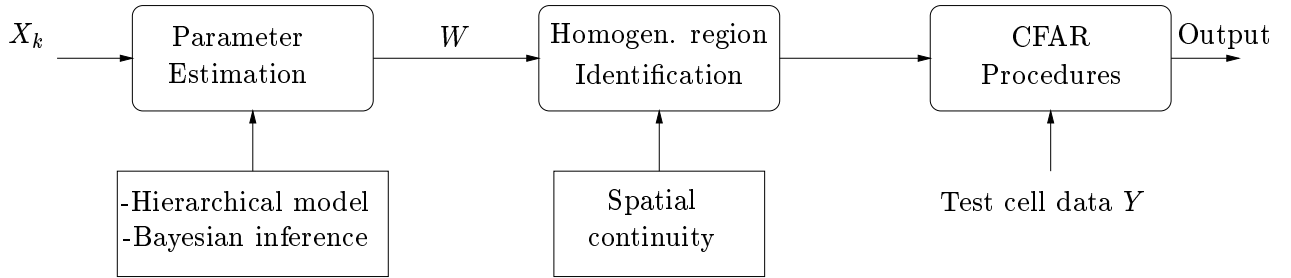 X_k
Parameter
Estimation
W
Homogen. region
Identification
CFAR
Procedures
Output
-Hierarchical model
-Bayesian inference
Spatial
continuity
Test cell data Y